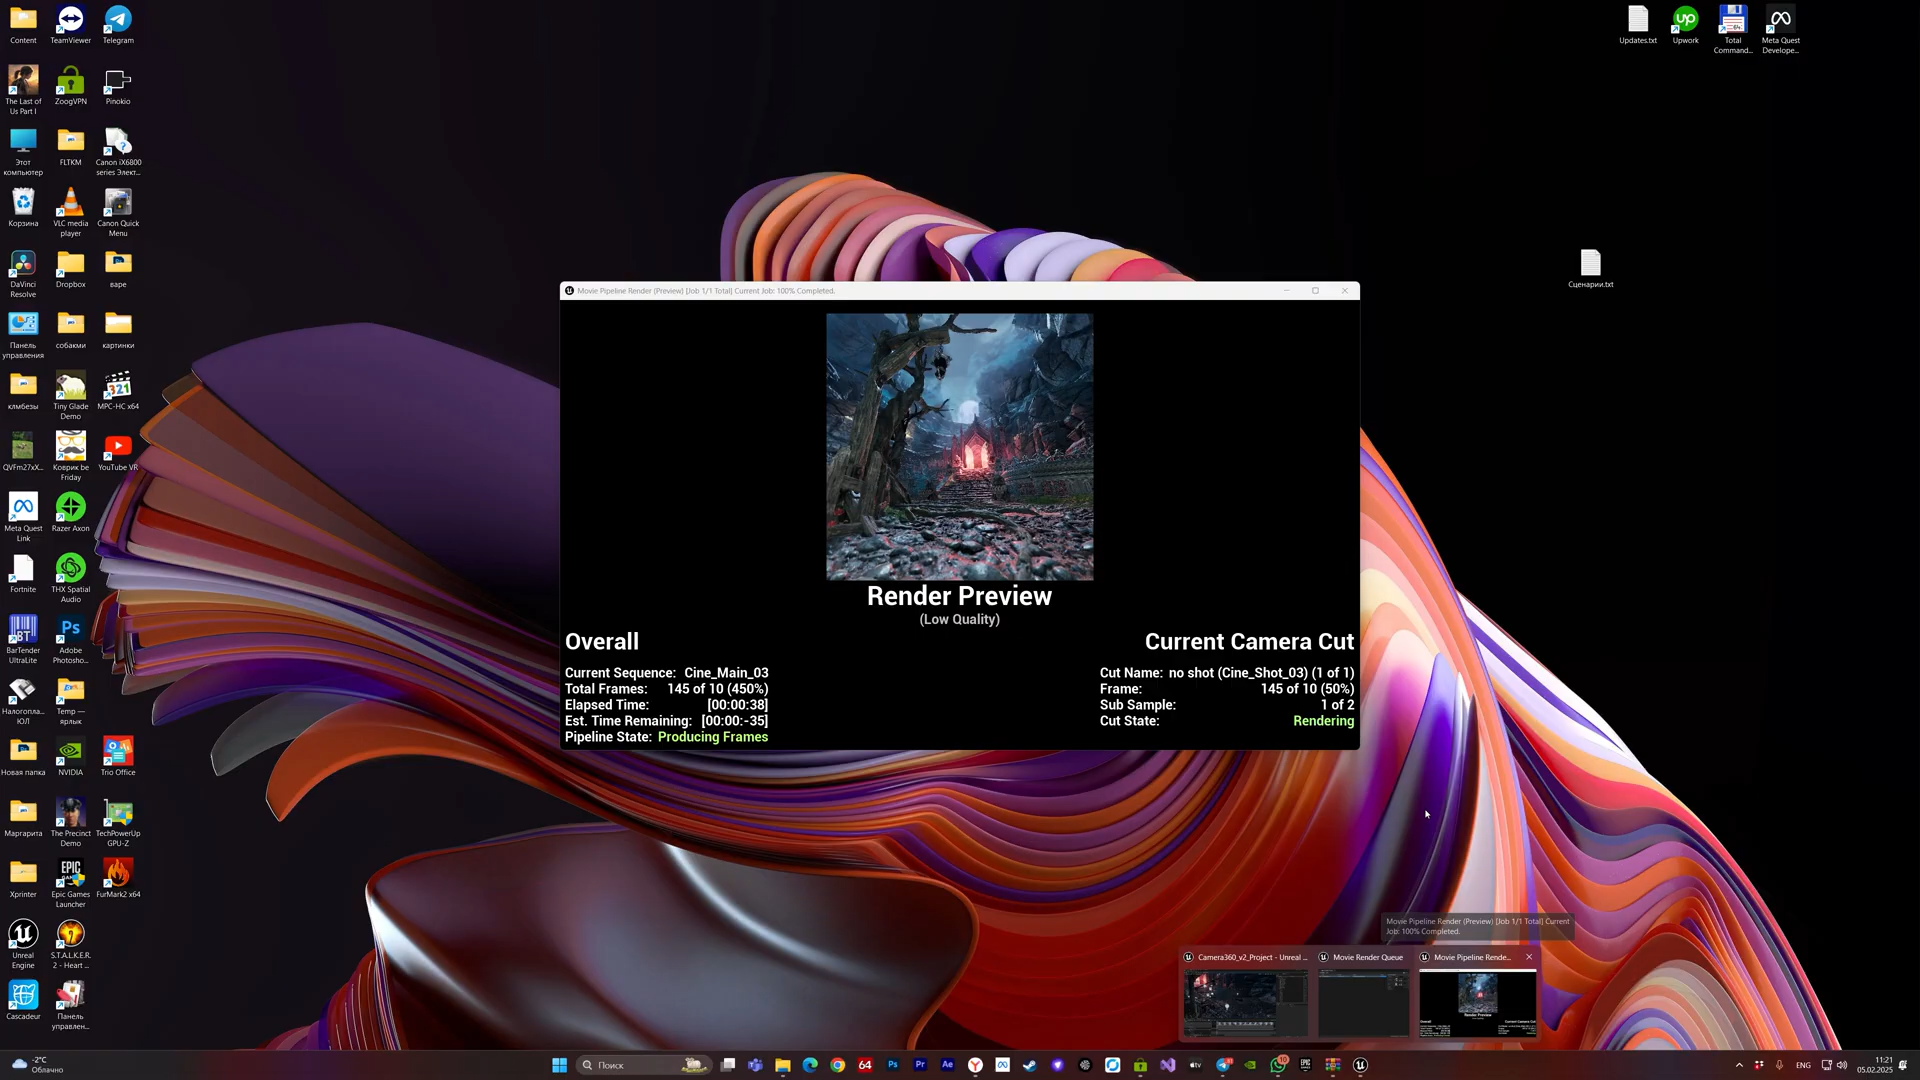 Content
TeamViewer
Telegram
Updates.txt
Upwork
Total
Command...
Meta Quest
Develope...
The Last of
Us Part I
ZoogVPN
Pinokio
Этот
компьютер
FLTKM
Canon iX6800
series Элект...
Корзина
VLC media
player
Canon Quick
Menu
DaVinci
Resolve
Dropbox
варе
Сценарии.txt
Панель
управления
собакми
картинки
клмбезы
Tiny Glade
Demo
MPC-HC x64
QVFm27xX...
Коврик be
Friday
YouTube VR
Meta Quest
Link
Razer Axon
Fortnite
THX Spatial
Audio
BarTender
UltraLite
Adobe
Photosho...
Налогопла...
ЮЛ
Temp —
ярлык
Новая папка
NVIDIA
Trio Office
Маргарита
The Precinct
Demo
TechPowerUp
GPU-Z
Xprinter
Epic Games
Launcher
FurMark2 x64
Unreal
Engine
S.T.A.L.K.E.R.
2 - Heart ...
Cascadeur
Панель
управлен...
Movie Pipeline Render (Preview) [Job 1/1 Total] Current Job: 100% Completed.
Render Preview
(Low Quality)
Overall
Current Sequence: Cine_Main_03
Total Frames: 145 of 10 (450%)
Elapsed Time: [00:00:38]
Est. Time Remaining: [00:00:-35]
Pipeline State: Producing Frames
Current Camera Cut
Cut Name: no shot (Cine_Shot_03) (1 of 1)
Frame: 145 of 10 (50%)
Sub Sample: 1 of 2
Cut State: Rendering
Movie Pipeline Render (Preview) [Job 1/1 Total] Current
Job: 100% Completed.
Camera360_v2_Project - Unreal ...
Movie Render Queue
Movie Pipeline Rende...
-2°C
Облачно
Поиск
ENG
11:21
05.02.2025